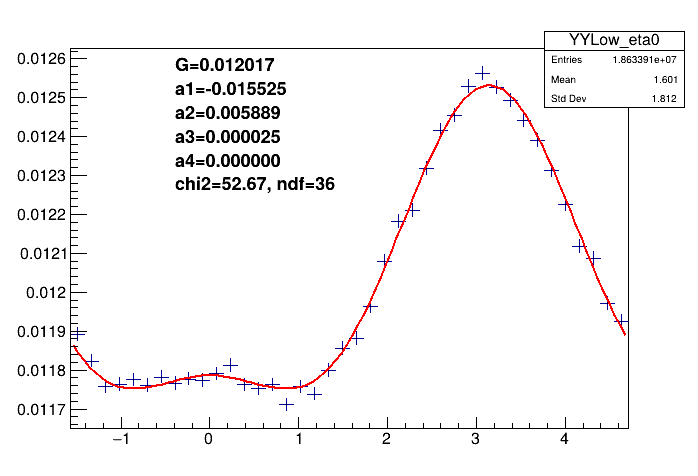 YYLow_eta0
Entries 1.863391e+07
Mean 1.601
Std Dev 1.812
G=0.012017
a1=-0.015525
a2=0.005889
a3=0.000025
a4=0.000000
chi2=52.67, ndf=36
0.0126
0.0125
0.0124
0.0123
0.0122
0.0121
0.012
0.0119
0.0118
0.0117
−1 0 1 2 3 4